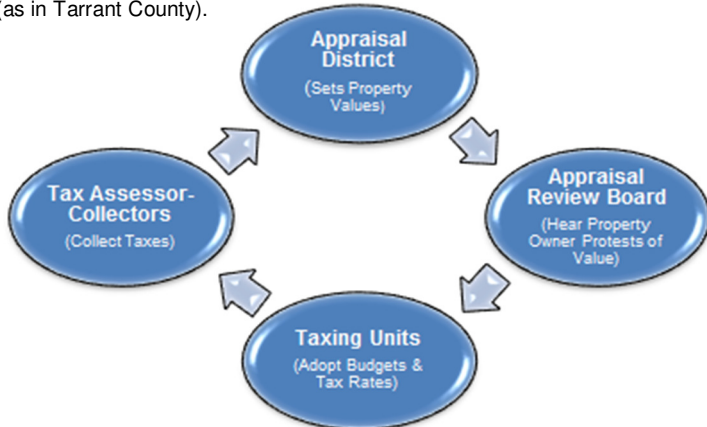 (as in Tarrant County).
Appraisal
District
(Sets Property
Values)
Appraisal
Review Board
(Hear Property
Owner Protests of
Value)
Taxing Units
(Adopt Budgets &
Tax Rates)
Tax Assessor-
Collectors
(Collect Taxes)